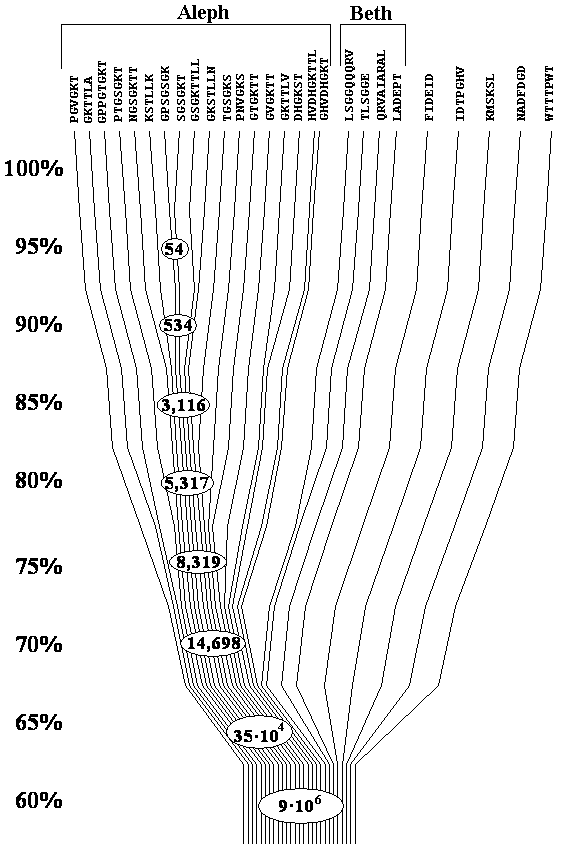 Aleph Beth
PGVGKT
GKTTLA
GPPGTGKT
PTGSGKT
NGSGKTT
KSTLLK
GPSGSGK
SGSGKT
GSGKTTLL
GKSTLLN
TGSGKS
PNVGKS
GTGKTT
GVGKTT
GKTTLV
DHGKST
HVDHGKTTL
GHVDHGKT
LSGGQQQRV
TLSGGE
QRVAIARAL
LADEPT
FIDEID
IDTPGHV
KMSKSL
NADFDGD
WTTTPWT
100%
95% 54
90% 534
85% 3,116
80% 5,317
75% 8,319
70% 14,698
65% 35·10⁴
60% 9·10⁶